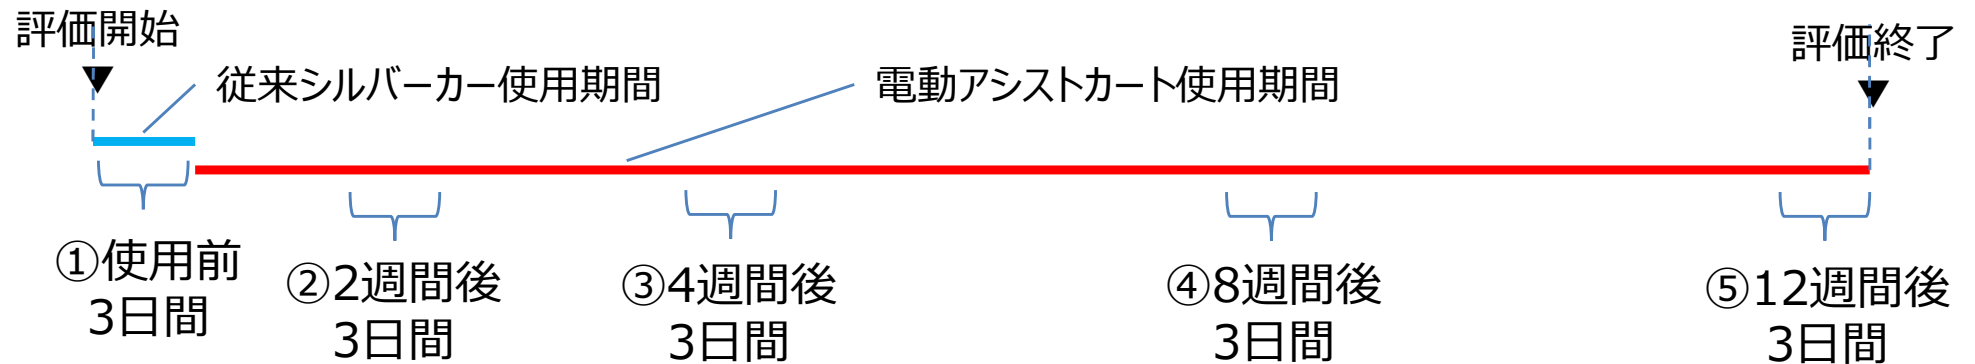 評価開始
評価終了
従来シルバーカー使用期間
電動アシストカート使用期間
①使用前
3日間
②2週間後
3日間
③4週間後
3日間
④8週間後
3日間
⑤12週間後
3日間